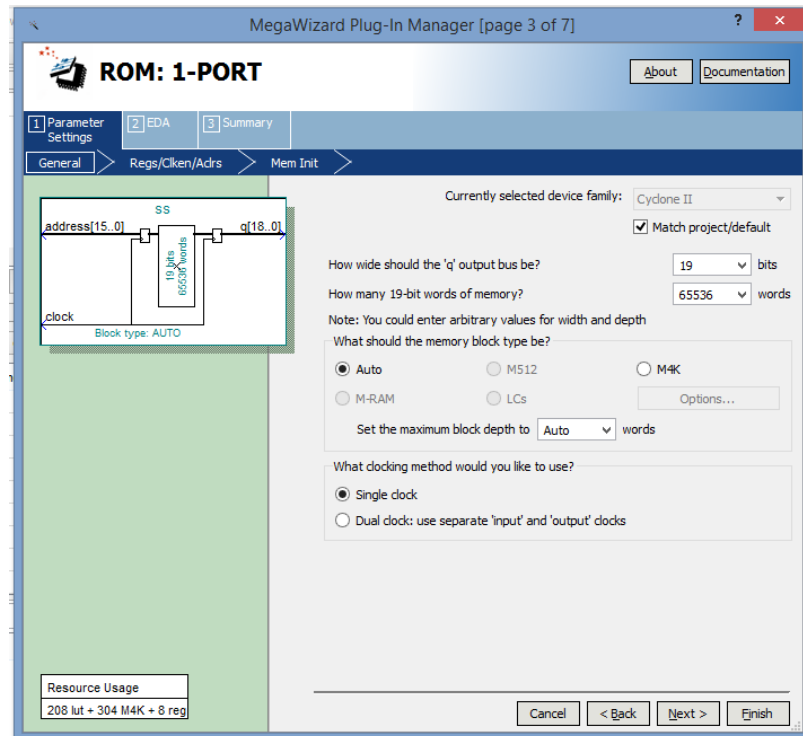 MegaWizard Plug-In Manager [page 3 of 7]
? ×
ROM: 1-PORT
About Documentation
1 Parameter Settings 2 EDA 3 Summary
General Regs/Clken/Aclrs Mem Init
Currently selected device family: Cyclone II
Match project/default
SS
address[15..0] q[18..0]
19 bits
65536 words
clock
Block type: AUTO
How wide should the 'q' output bus be? 19 bits
How many 19-bit words of memory? 65536 words
Note: You could enter arbitrary values for width and depth
What should the memory block type be?
Auto M512 M4K
M-RAM LCs Options...
Set the maximum block depth to Auto words
What clocking method would you like to use?
Single clock
Dual clock: use separate 'input' and 'output' clocks
Resource Usage
208 lut + 304 M4K + 8 reg
Cancel < Back Next > Finish